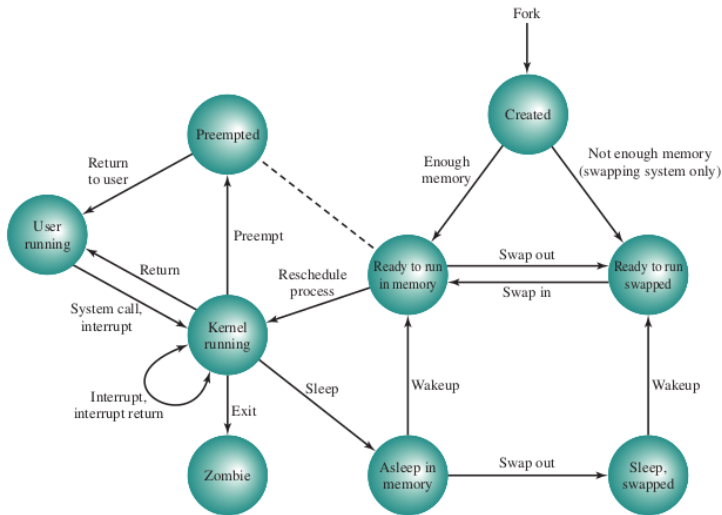 Fork
Created
Preempted
Enough
memory
Not enough memory
(swapping system only)
Return
to user
User
running
Preempt
Return
Reschedule
process
Ready to run
in memory
Swap out
Swap in
Ready to run
swapped
System call,
interrupt
Kernel
running
Interrupt,
interrupt return
Sleep
Exit
Wakeup
Wakeup
Zombie
Asleep in
memory
Swap out
Sleep,
swapped